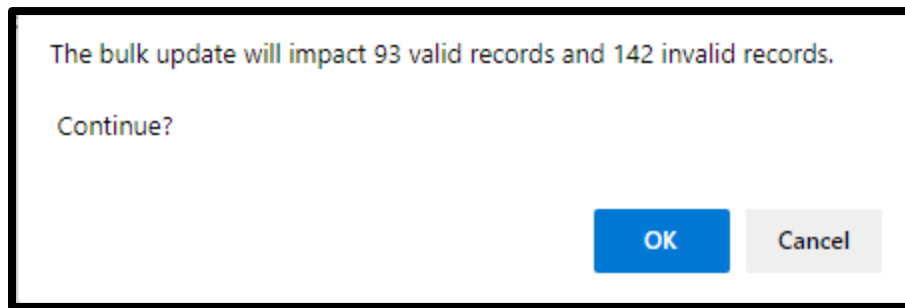 The bulk update will impact 93 valid records and 142 invalid records.
Continue?
OK
Cancel